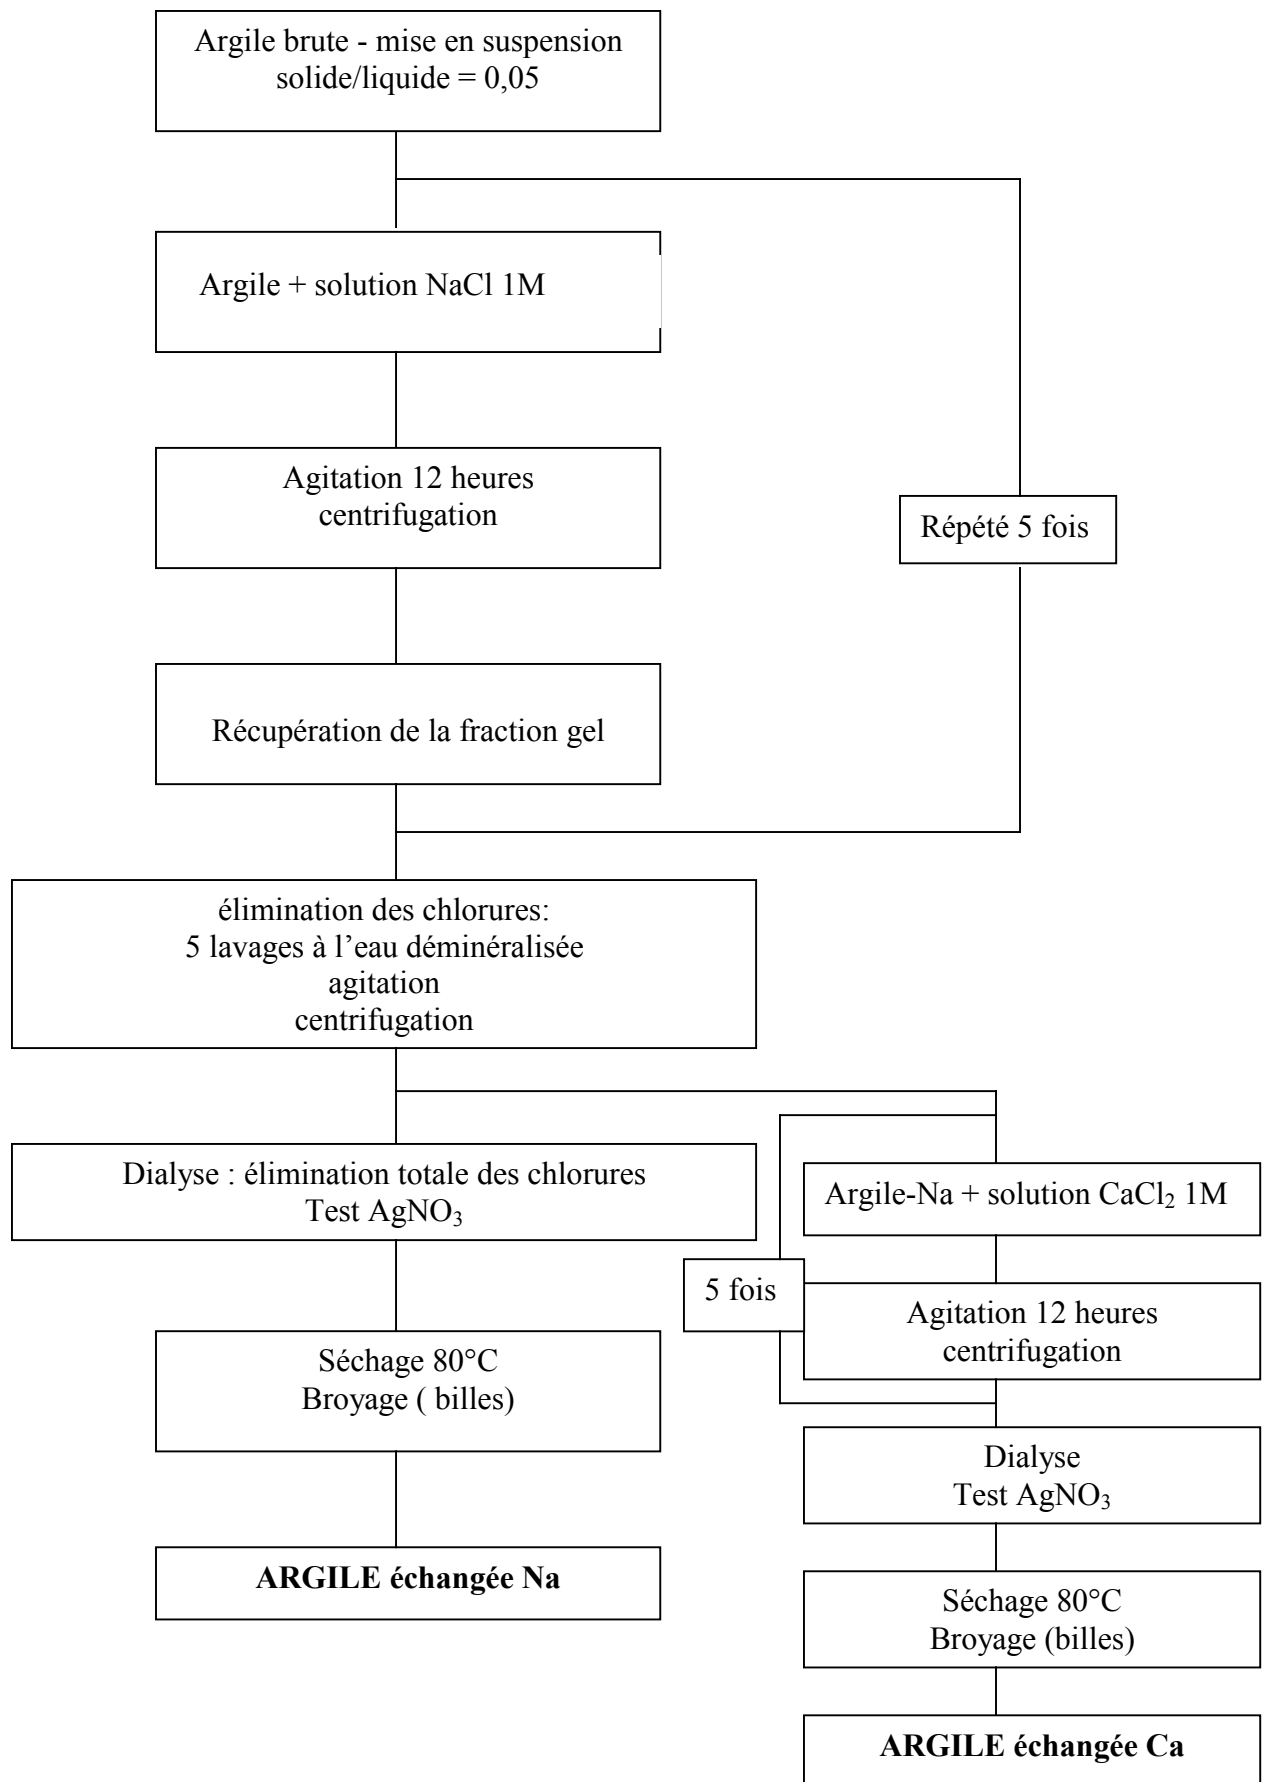 Argile brute - mise en suspension
solide/liquide = 0,05
Argile + solution NaCl 1M
Agitation 12 heures
centrifugation
Répété 5 fois
Récupération de la fraction gel
élimination des chlorures:
5 lavages à l’eau déminéralisée
agitation
centrifugation
Dialyse : élimination totale des chlorures
Test AgNO₃
Séchage 80°C
Broyage ( billes)
ARGILE échangée Na
Argile-Na + solution CaCl₂ 1M
5 fois
Agitation 12 heures
centrifugation
Dialyse
Test AgNO₃
Séchage 80°C
Broyage (billes)
ARGILE échangée Ca